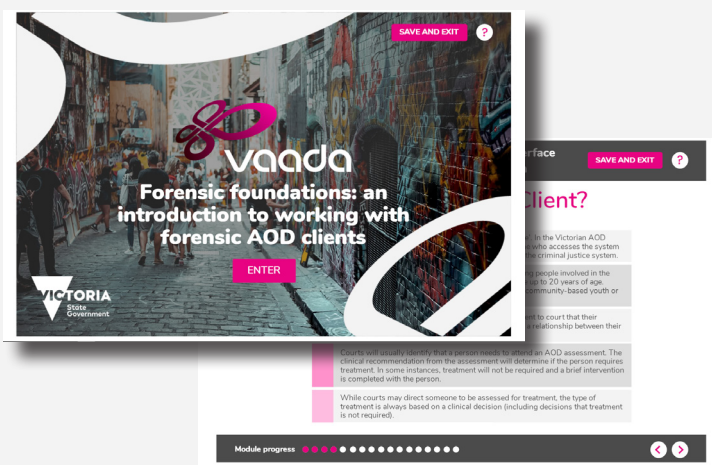 SAVE AND EXIT ?
vaada
Forensic foundations: an
introduction to working with
forensic AOD clients
ENTER
VICTORIA
State
Government
SAVE AND EXIT ?
Client?
In the Victorian AOD
who accesses the system
the criminal justice system.
people involved in the
up to 20 years of age,
community-based youth or
to court that their
a relationship between their
Courts will usually identify that a person needs to attend an AOD assessment. The
clinical recommendation from the assessment will determine if the person requires
treatment. In some instances, treatment will not be required and a brief intervention
is completed with the person.
While courts may direct someone to be assessed for treatment, the type of
treatment is always based on a clinical decision (including decisions that treatment
is not required).
Module progress